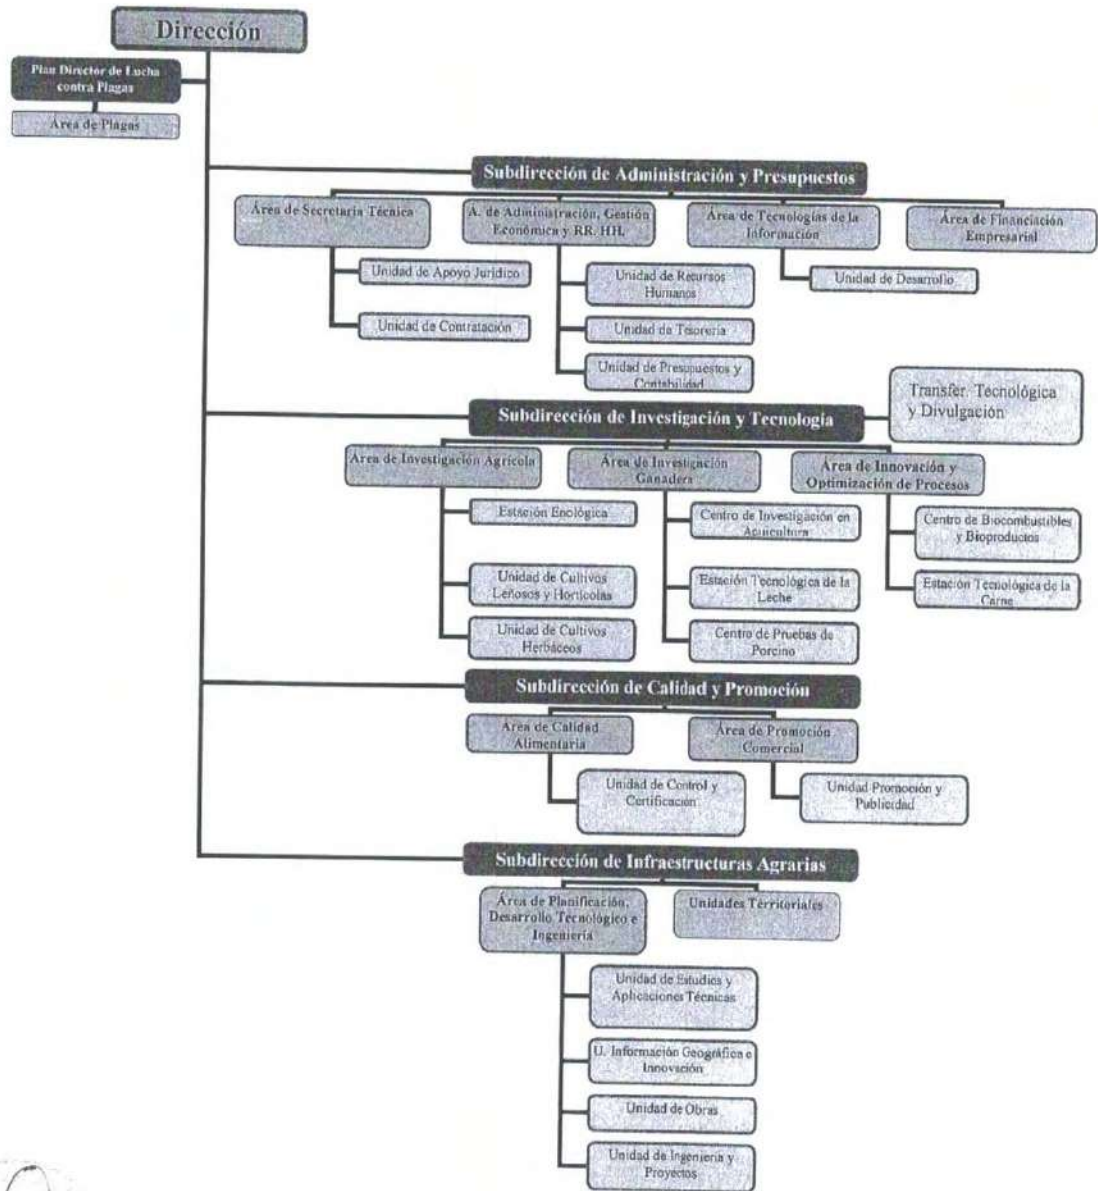 Dirección
Plan Director de Lucha
contra Plagas
Área de Plagas
Subdirección de Administración y Presupuestos
Área de Secretaría Técnica
A. de Administración, Gestión
Económica y RR. HH.
Área de Tecnologías de la
Información
Área de Financiación
Empresarial
Unidad de Apoyo Jurídico
Unidad de Contratación
Unidad de Recursos
Humanos
Unidad de Tesorería
Unidad de Presupuestos y
Contabilidad
Unidad de Desarrollo
Subdirección de Investigación y Tecnología
Transfer. Tecnológica
y Divulgación
Área de Investigación Agrícola
Área de Investigación
Ganadera
Área de Innovación y
Optimización de Procesos
Estación Enológica
Unidad de Cultivos
Leñosos y Hortícolas
Unidad de Cultivos
Herbáceos
Centro de Investigación en
Acuicultura
Estación Tecnológica de la
Leche
Centro de Pruebas de
Porcino
Centro de Biocombustibles
y Bioproductos
Estación Tecnológica de la
Carne
Subdirección de Calidad y Promoción
Área de Calidad
Alimentaria
Área de Promoción
Comercial
Unidad de Control y
Certificación
Unidad Promoción y
Publicidad
Subdirección de Infraestructuras Agrarias
Área de Planificación,
Desarrollo Tecnológico e
Ingeniería
Unidades Territoriales
Unidad de Estudios y
Aplicaciones Técnicas
U. Información Geográfica e
Innovación
Unidad de Obras
Unidad de Ingeniería y
Proyectos